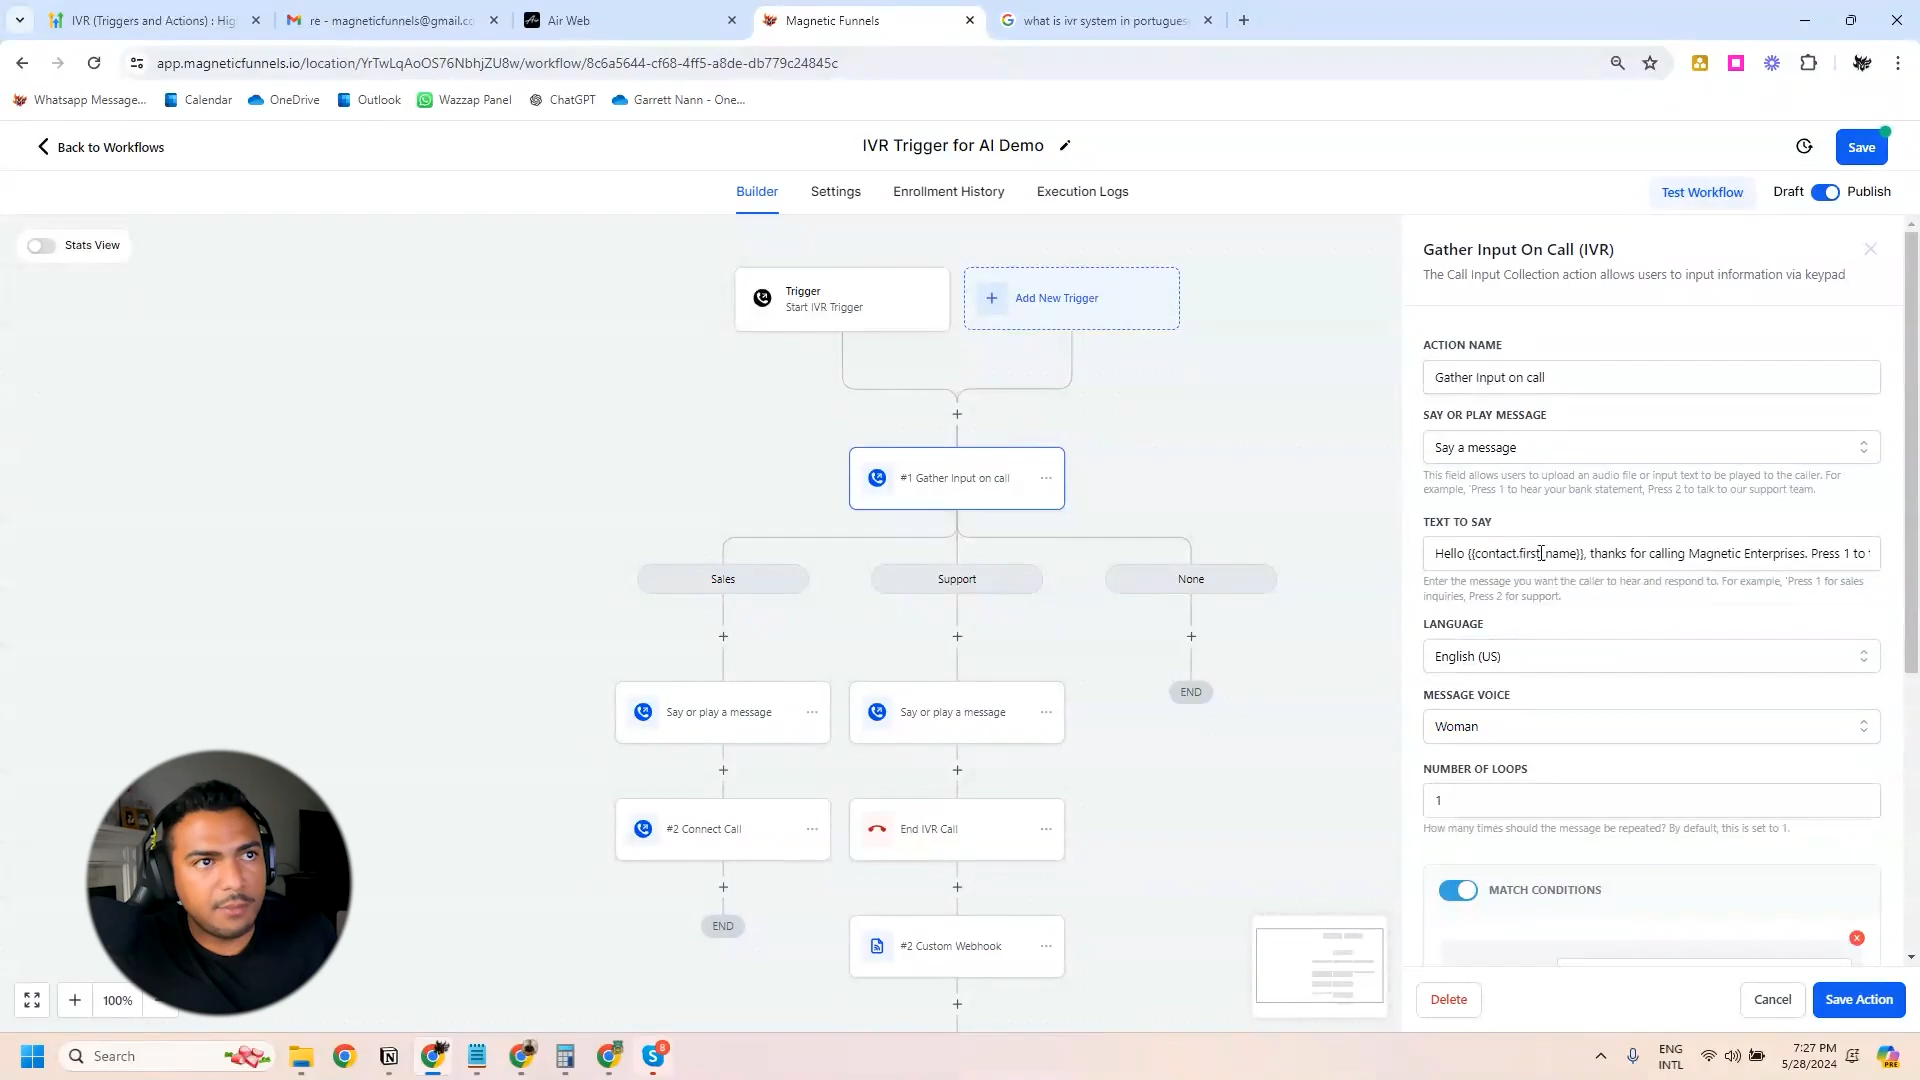 IVR (Triggers and Actions) : Hig
re - magneticfunnels@gmail.co
Air Web
Magnetic Funnels
what is ivr system in portugues
app.magneticfunnels.io/location/YrTwLqAoOS76NbhjZU8w/workflow/8c6a5644-cf68-4ff5-a8de-db779c24845c
Whatsapp Message...
Calendar
OneDrive
Outlook
Wazzap Panel
ChatGPT
Garrett Nann - One...
Back to Workflows
IVR Trigger for AI Demo
Save
Builder
Settings
Enrollment History
Execution Logs
Test Workflow
Draft
Publish
Stats View
Trigger
Start IVR Trigger
Add New Trigger
#1 Gather Input on call
Sales
Support
None
Say or play a message
Say or play a message
END
#2 Connect Call
End IVR Call
END
#2 Custom Webhook
100%
Gather Input On Call (IVR)
The Call Input Collection action allows users to input information via keypad
ACTION NAME
Gather Input on call
SAY OR PLAY MESSAGE
Say a message
This field allows users to upload an audio file or input text to be played to the caller. For
example, 'Press 1 to hear your bank statement, Press 2 to talk to our support team.
TEXT TO SAY
Hello {{contact.first_name}}, thanks for calling Magnetic Enterprises. Press 1 to
Enter the message you want the caller to hear and respond to. For example, 'Press 1 for sales
inquiries, Press 2 for support.
LANGUAGE
English (US)
MESSAGE VOICE
Woman
NUMBER OF LOOPS
1
How many times should the message be repeated? By default, this is set to 1.
MATCH CONDITIONS
Delete
Cancel
Save Action
Search
8
ENG
INTL
7:27 PM
5/28/2024
PRE